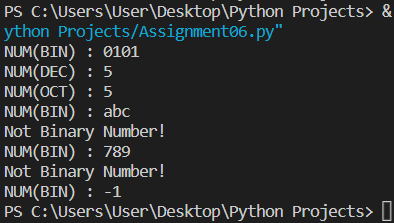 PS C:\Users\User\Desktop\Python Projects> &
ython Projects/Assignment06.py"
NUM(BIN) : 0101
NUM(DEC) : 5
NUM(OCT) : 5
NUM(BIN) : abc
Not Binary Number!
NUM(BIN) : 789
Not Binary Number!
NUM(BIN) : -1
PS C:\Users\User\Desktop\Python Projects>